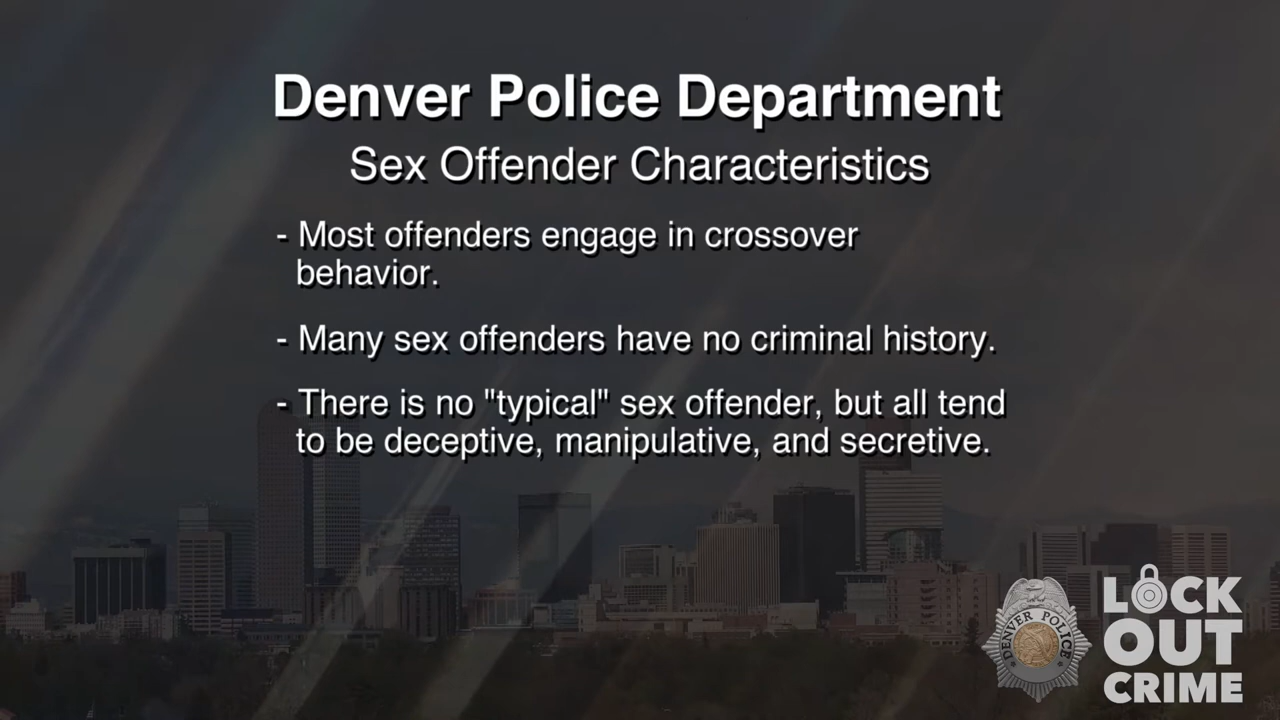 Denver Police Department
Sex Offender Characteristics
- Most offenders engage in crossover
behavior.
- Many sex offenders have no criminal history.
- There is no "typical" sex offender, but all tend
to be deceptive, manipulative, and secretive.
DENVER POLICE
LOCK
OUT
CRIME